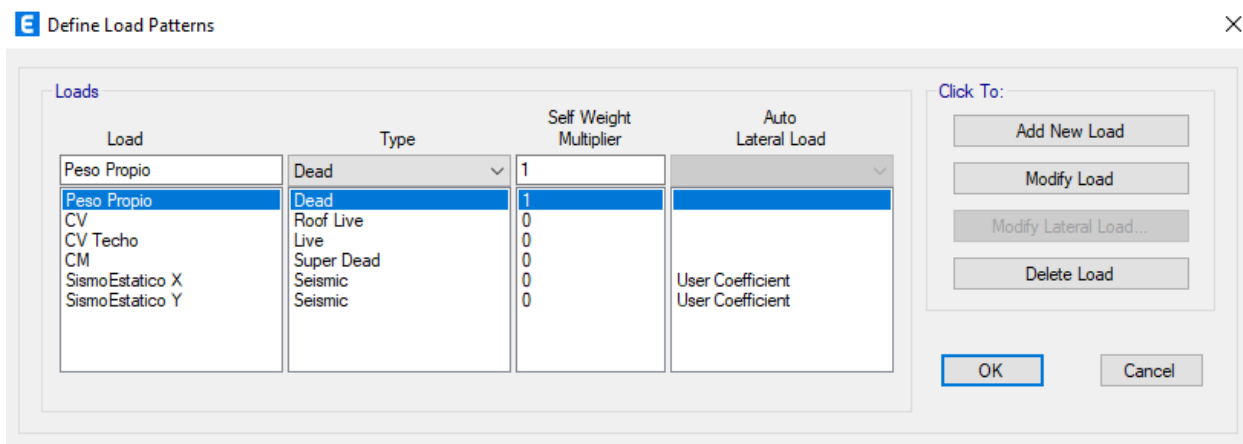 E Define Load Patterns
Loads
Click To:
Load Type Self Weight Multiplier Auto Lateral Load
Peso Propio Dead 1
Peso Propio Dead 1
CV Roof Live 0
CV Techo Live 0
CM Super Dead 0
SismoEstatico X Seismic 0 User Coefficient
SismoEstatico Y Seismic 0 User Coefficient
Add New Load
Modify Load
Modify Lateral Load...
Delete Load
OK Cancel